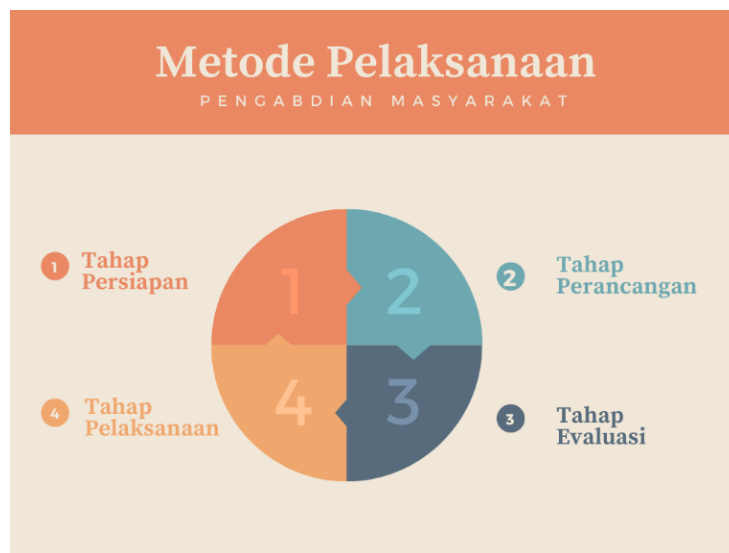 Metode Pelaksanaan
PENGABDIAN MASYARAKAT
1
Tahap
Persiapan
1
2
2
Tahap
Perancangan
4
Tahap
Pelaksanaan
4
3
3
Tahap
Evaluasi